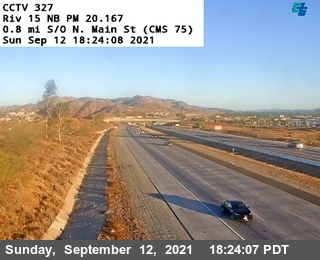 CCTV 327
Riv 15 NB PM 20.167
0.8 mi S/O N. Main St (CMS 75)
Sun Sep 12 18:24:08 2021
Sunday, September 12, 2021 18:24:07 PDT